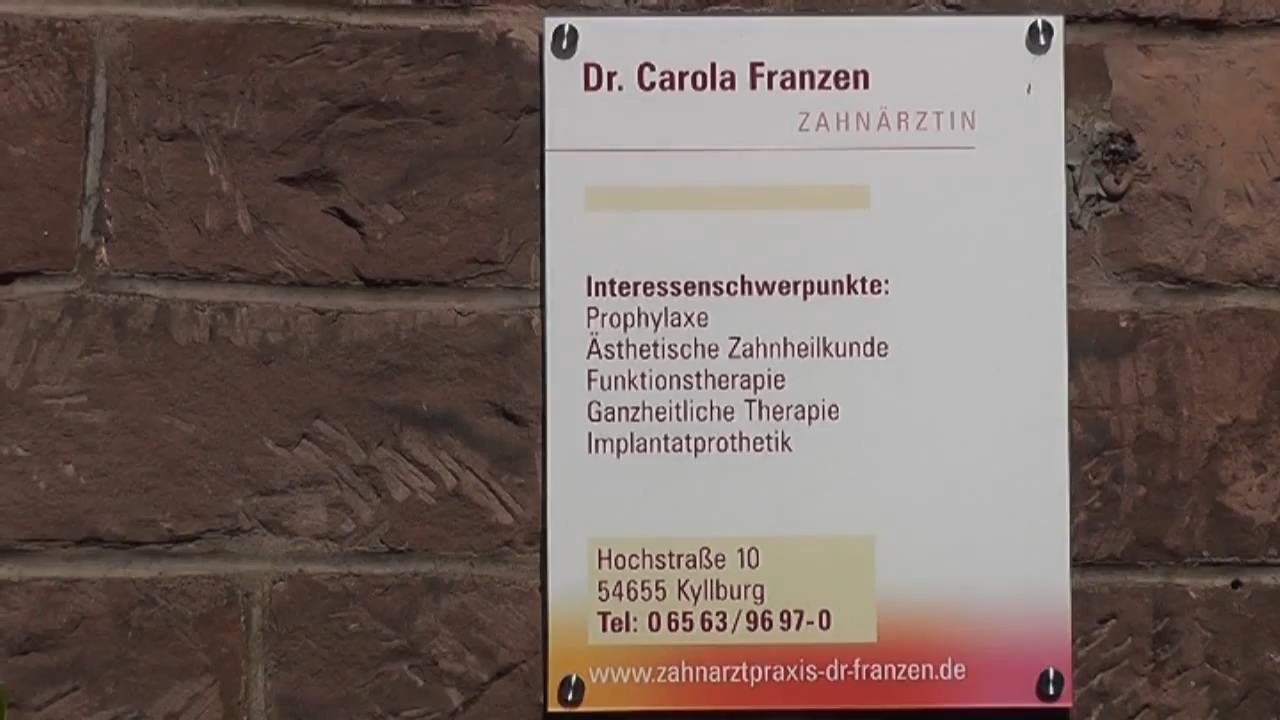 Dr. Carola Franzen
ZAHNÄRZTIN
Interessenschwerpunkte:
Prophylaxe
Ästhetische Zahnheilkunde
Funktionstherapie
Ganzheitliche Therapie
Implantatprothetik
Hochstraße 10
54655 Kyllburg
Tel: 0 65 63 / 96 97-0
www.zahnarztpraxis-dr-franzen.de